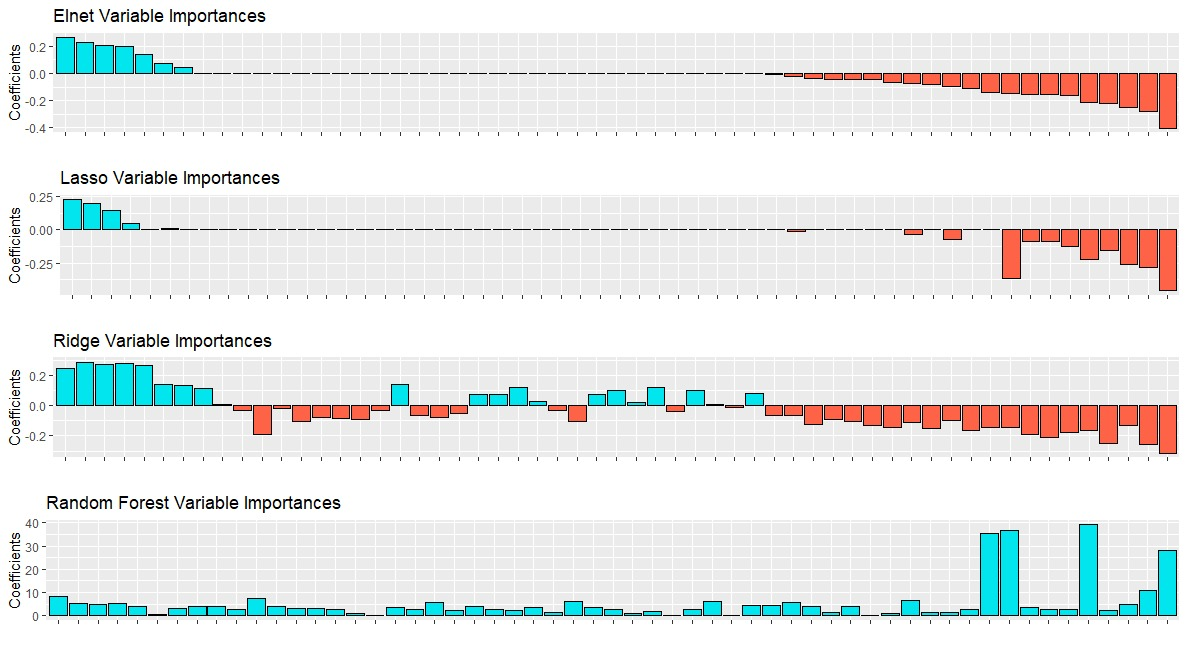 Elnet Variable Importances
Coefficients
0.2
0.0
-0.2
-0.4
Lasso Variable Importances
Coefficients
0.25
0.00
-0.25
Ridge Variable Importances
Coefficients
0.2
0.0
-0.2
Random Forest Variable Importances
Coefficients
40
30
20
10
0